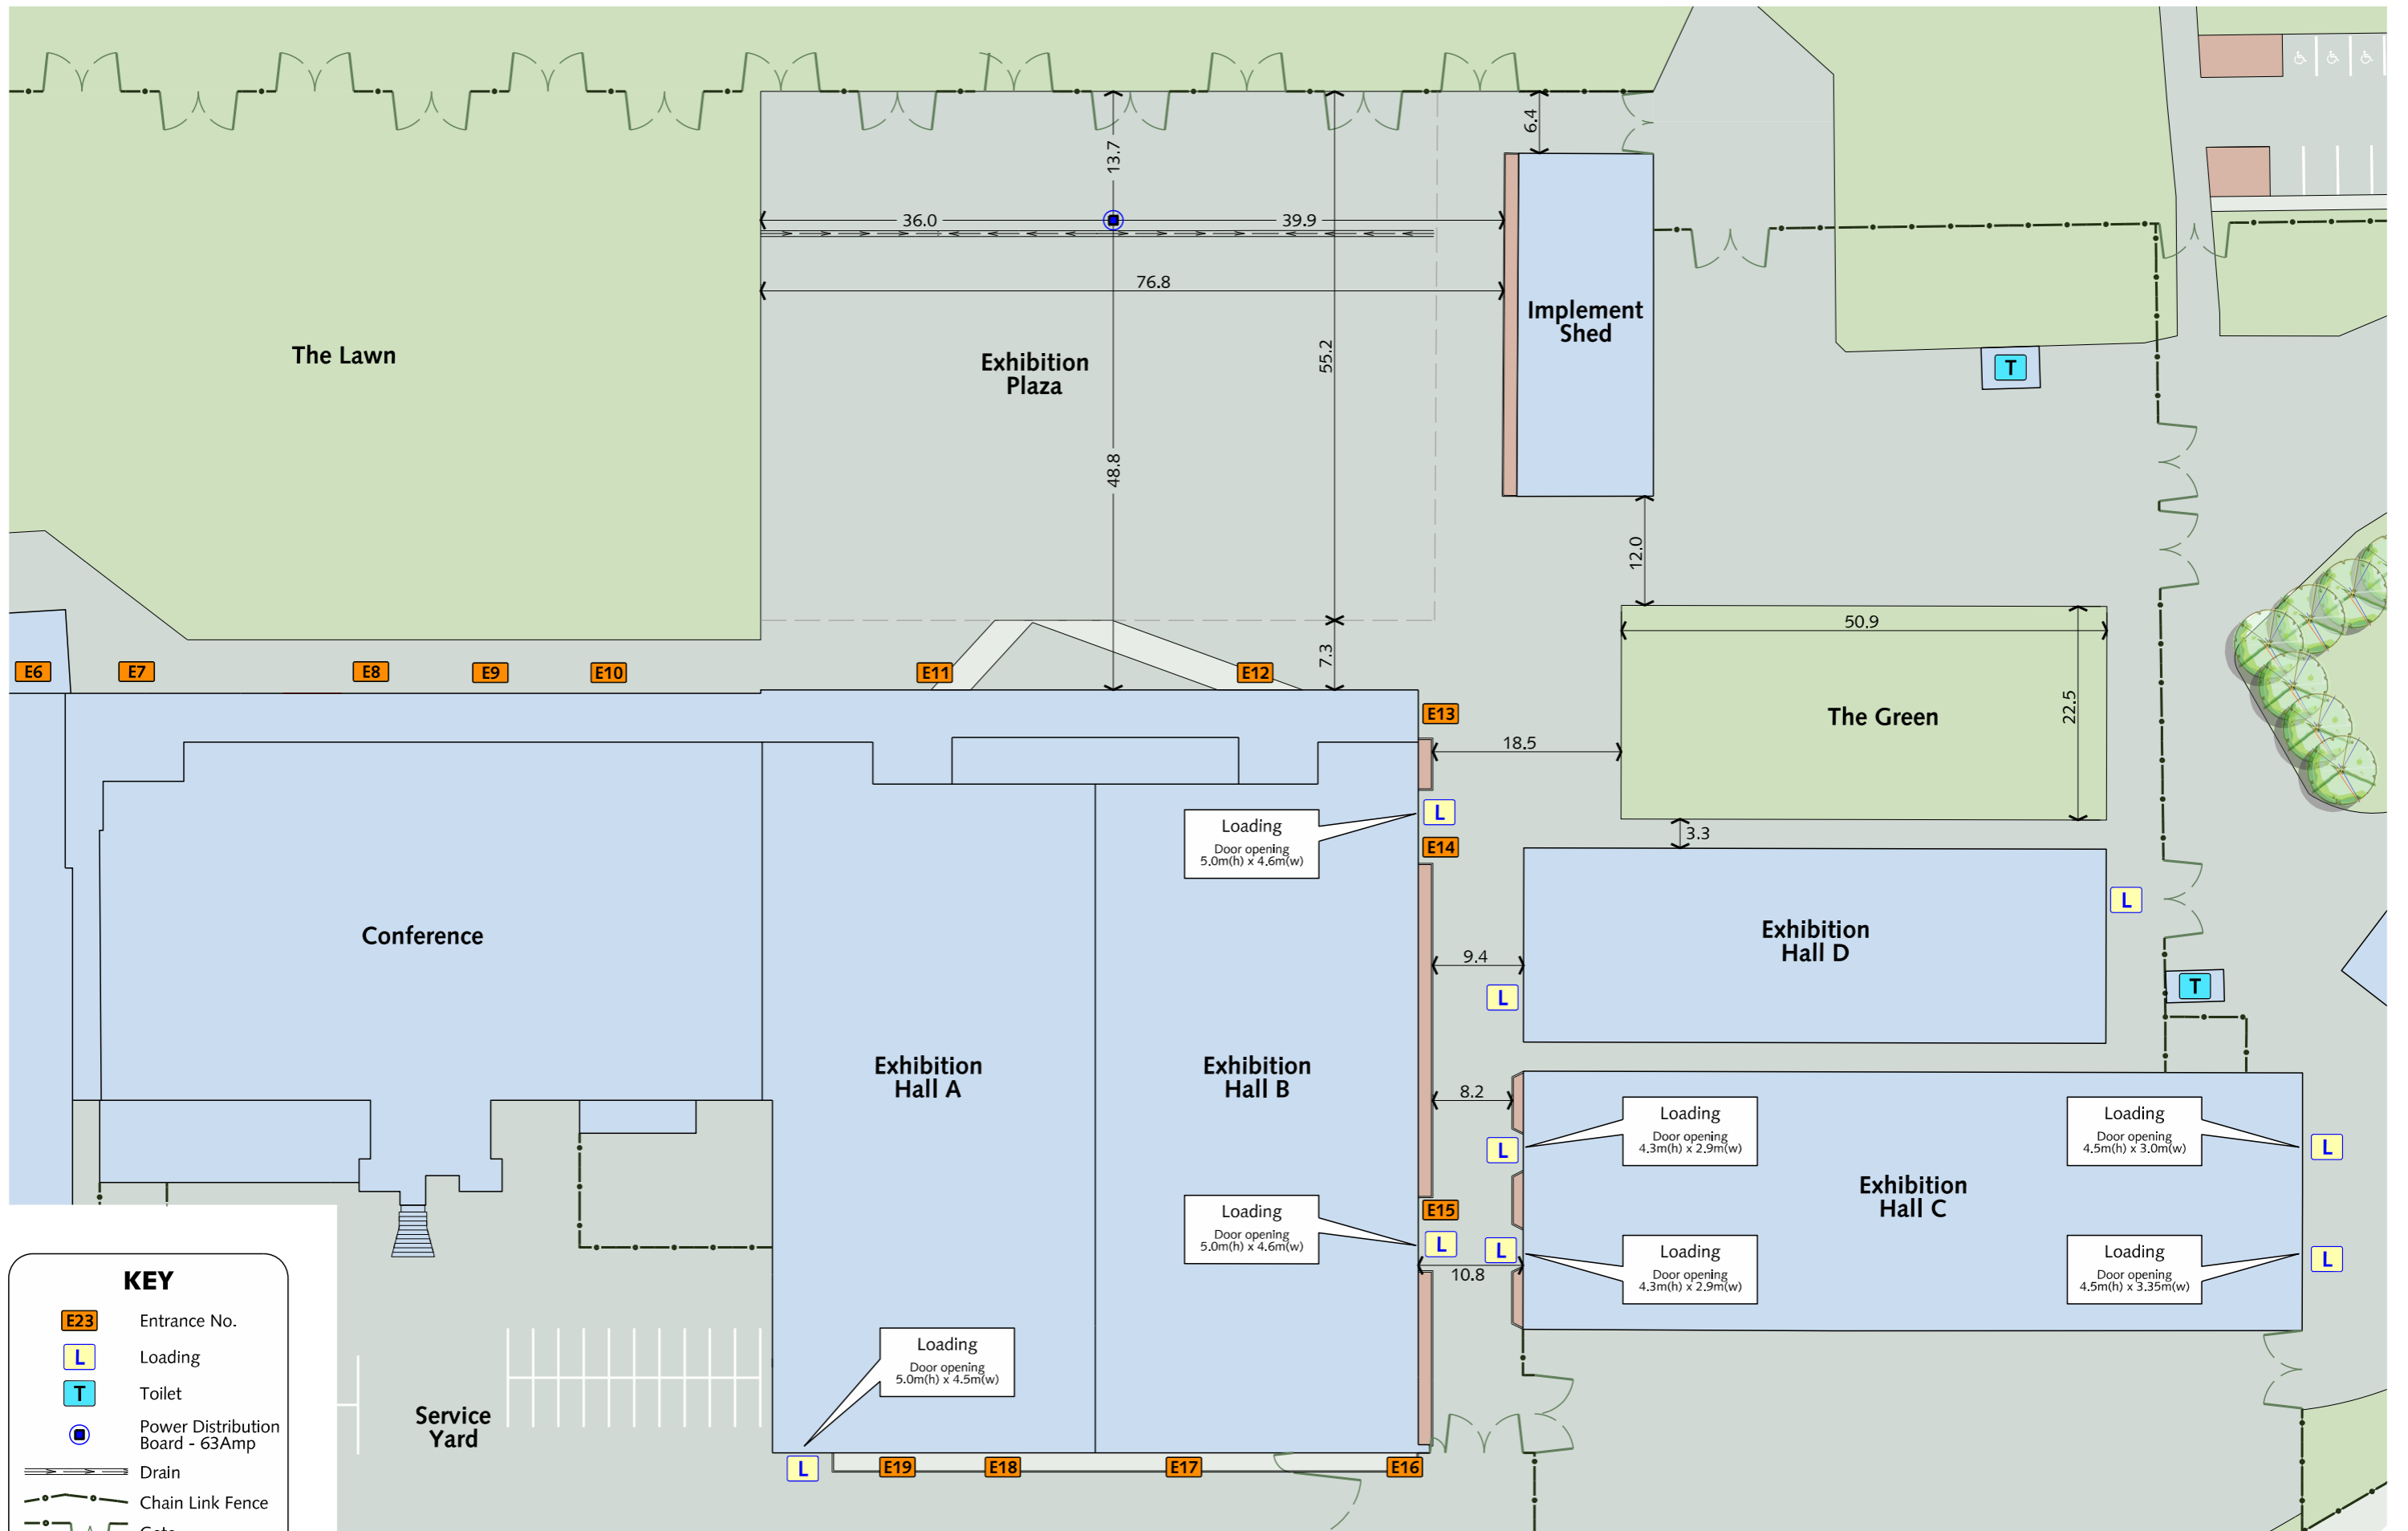 6.4
13.7
36.0
39.9
76.8
The Lawn
Exhibition
Plaza
55.2
48.8
Implement
Shed
T
12.0
7.3
E6
E7
E8
E9
E10
E11
E12
E13
50.9
The Green
22.5
18.5
3.3
Loading
Door opening
5.0m(h) x 4.6m(w)
L
E14
Conference
Exhibition
Hall A
Exhibition
Hall B
9.4
L
Exhibition
Hall D
L
T
8.2
L
Loading
Door opening
4.3m(h) x 2.9m(w)
Loading
Door opening
4.5m(h) x 3.0m(w)
L
Exhibition
Hall C
Loading
Door opening
5.0m(h) x 4.6m(w)
E15
L
L
10.8
Loading
Door opening
4.3m(h) x 2.9m(w)
Loading
Door opening
4.5m(h) x 3.35m(w)
L
Loading
Door opening
5.0m(h) x 4.5m(w)
Service
Yard
L
E19
E18
E17
E16
KEY
E23
Entrance No.
L
Loading
T
Toilet
Power Distribution
Board - 63Amp
Drain
Chain Link Fence